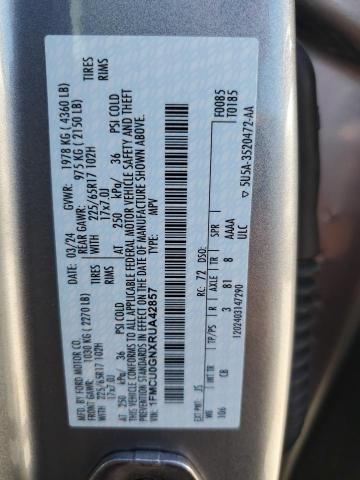 MFD. BY FORD MOTOR CO.
DATE: 03/24 GVWR: 1978 KG (4360 LB)
FRONT GAWR: 1030 KG (2270 LB) REAR GAWR: 975 KG (2150 LB)
WITH 225/65R17 102H TIRES WITH 225/65R17 102H TIRES
17x7.0J RIMS 17x7.0J RIMS
AT 250 kPa/ 36 PSI COLD AT 250 kPa/ 36 PSI COLD
THIS VEHICLE CONFORMS TO ALL APPLICABLE FEDERAL MOTOR VEHICLE SAFETY AND THEFT
PREVENTION STANDARDS IN EFFECT ON THE DATE OF MANUFACTURE SHOWN ABOVE.
VIN: 1FMCU0GNXRUA42857
TYPE: MPV
F0085
T0185
EXT PNT: JS RC: 72 DSO:
WB TP/PS R AXLE TR SPR
106 CB 3 B1 8 AAAA
ULC
1202403147290
5U5A-3520472-AA